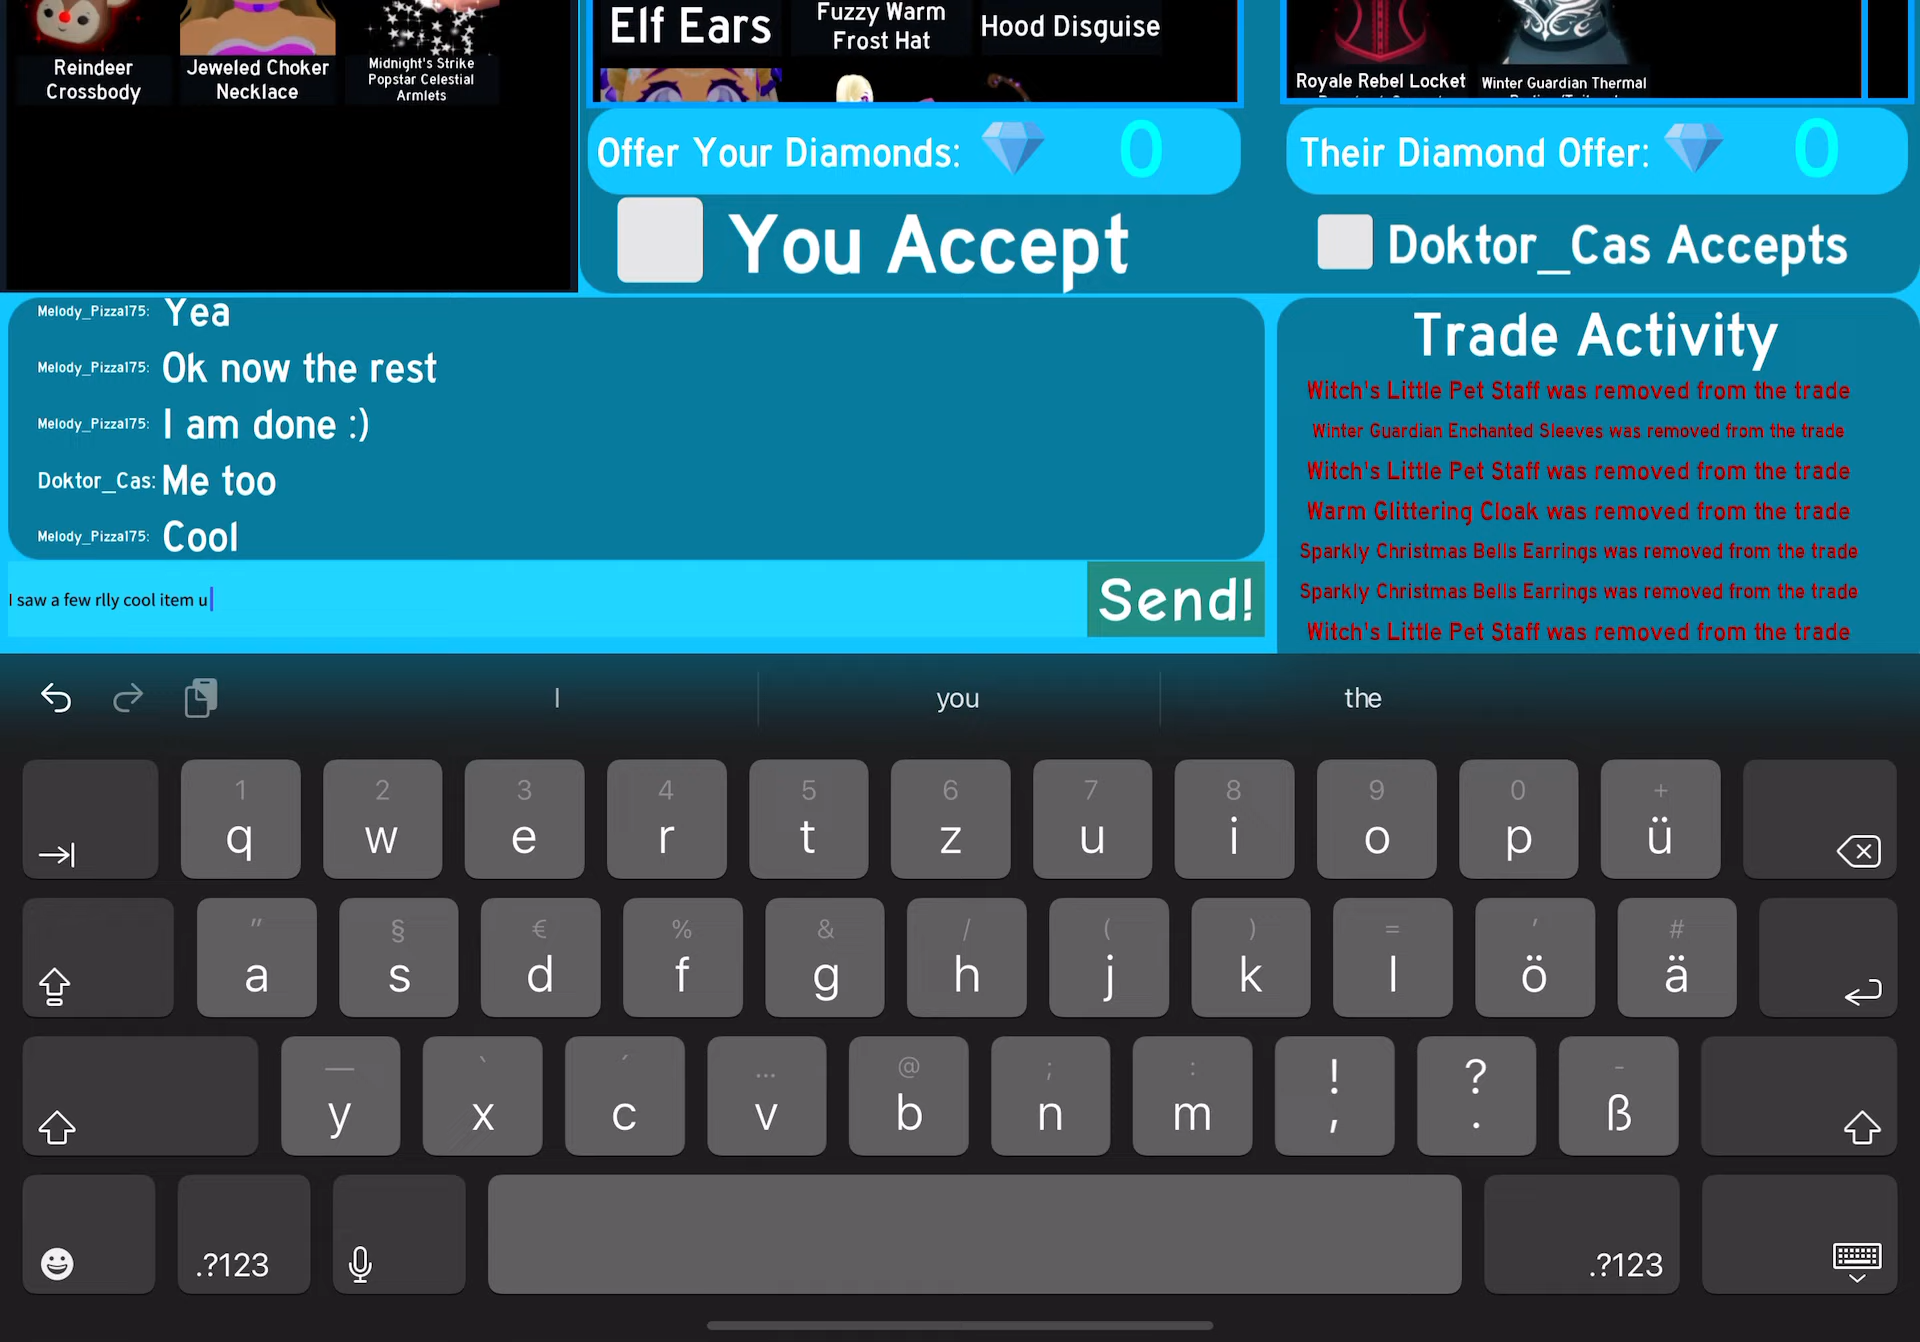 Reindeer
Crossbody
Jeweled Choker
Necklace
Midnight's Strike
Popstar Celestial
Armlets
Elf Ears
Fuzzy Warm
Frost Hat
Hood Disguise
Royale Rebel Locket
Winter Guardian Thermal
Offer Your Diamonds: 0
Their Diamond Offer: 0
You Accept
Doktor_Cas Accepts
Melody_Pizza175: Yea
Melody_Pizza175: Ok now the rest
Melody_Pizza175: I am done :)
Doktor_Cas: Me too
Melody_Pizza175: Cool
I saw a few rlly cool item u
Send!
Trade Activity
Witch's Little Pet Staff was removed from the trade
Winter Guardian Enchanted Sleeves was removed from the trade
Witch's Little Pet Staff was removed from the trade
Warm Glittering Cloak was removed from the trade
Sparkly Christmas Bells Earrings was removed from the trade
Sparkly Christmas Bells Earrings was removed from the trade
Witch's Little Pet Staff was removed from the trade
I you the
1 2 3 4 5 6 7 8 9 0 +
q w e r t z u i o p ü
" § € % & / ( ) = ' #
a s d f g h j k l ö ä
— ` ´ ... @ ; : ! ? -
y x c v b n m , . ß
.?123 .?123